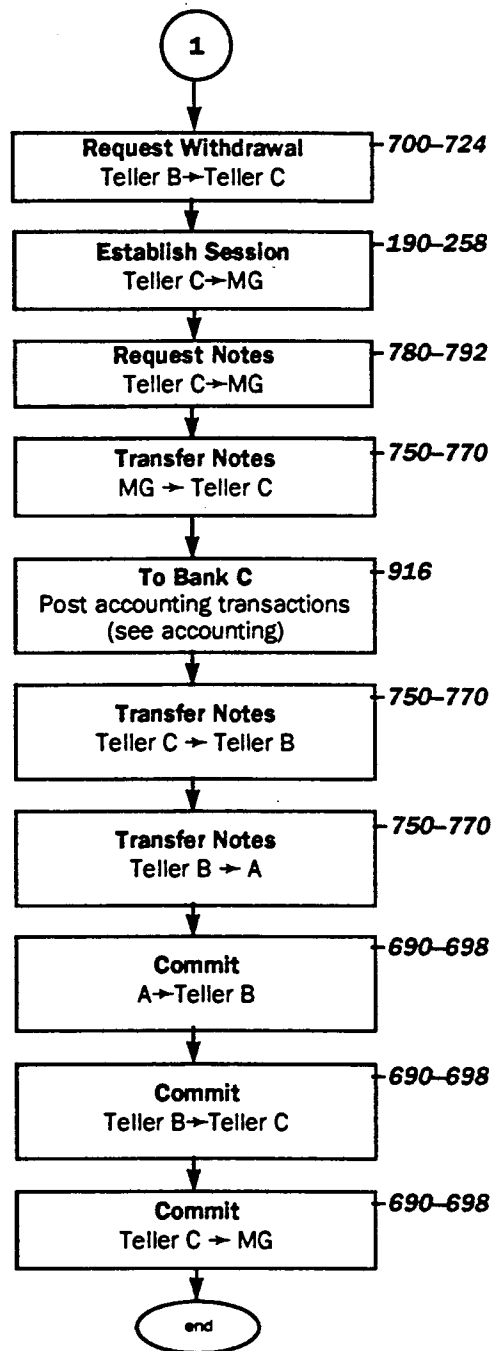 1
Request Withdrawal
Teller B→Teller C
700–724
Establish Session
Teller C→MG
190–258
Request Notes
Teller C→MG
780–792
Transfer Notes
MG → Teller C
750–770
To Bank C
Post accounting transactions
(see accounting)
916
Transfer Notes
Teller C → Teller B
750–770
Transfer Notes
Teller B → A
750–770
Commit
A→Teller B
690–698
Commit
Teller B→Teller C
690–698
Commit
Teller C → MG
690–698
end